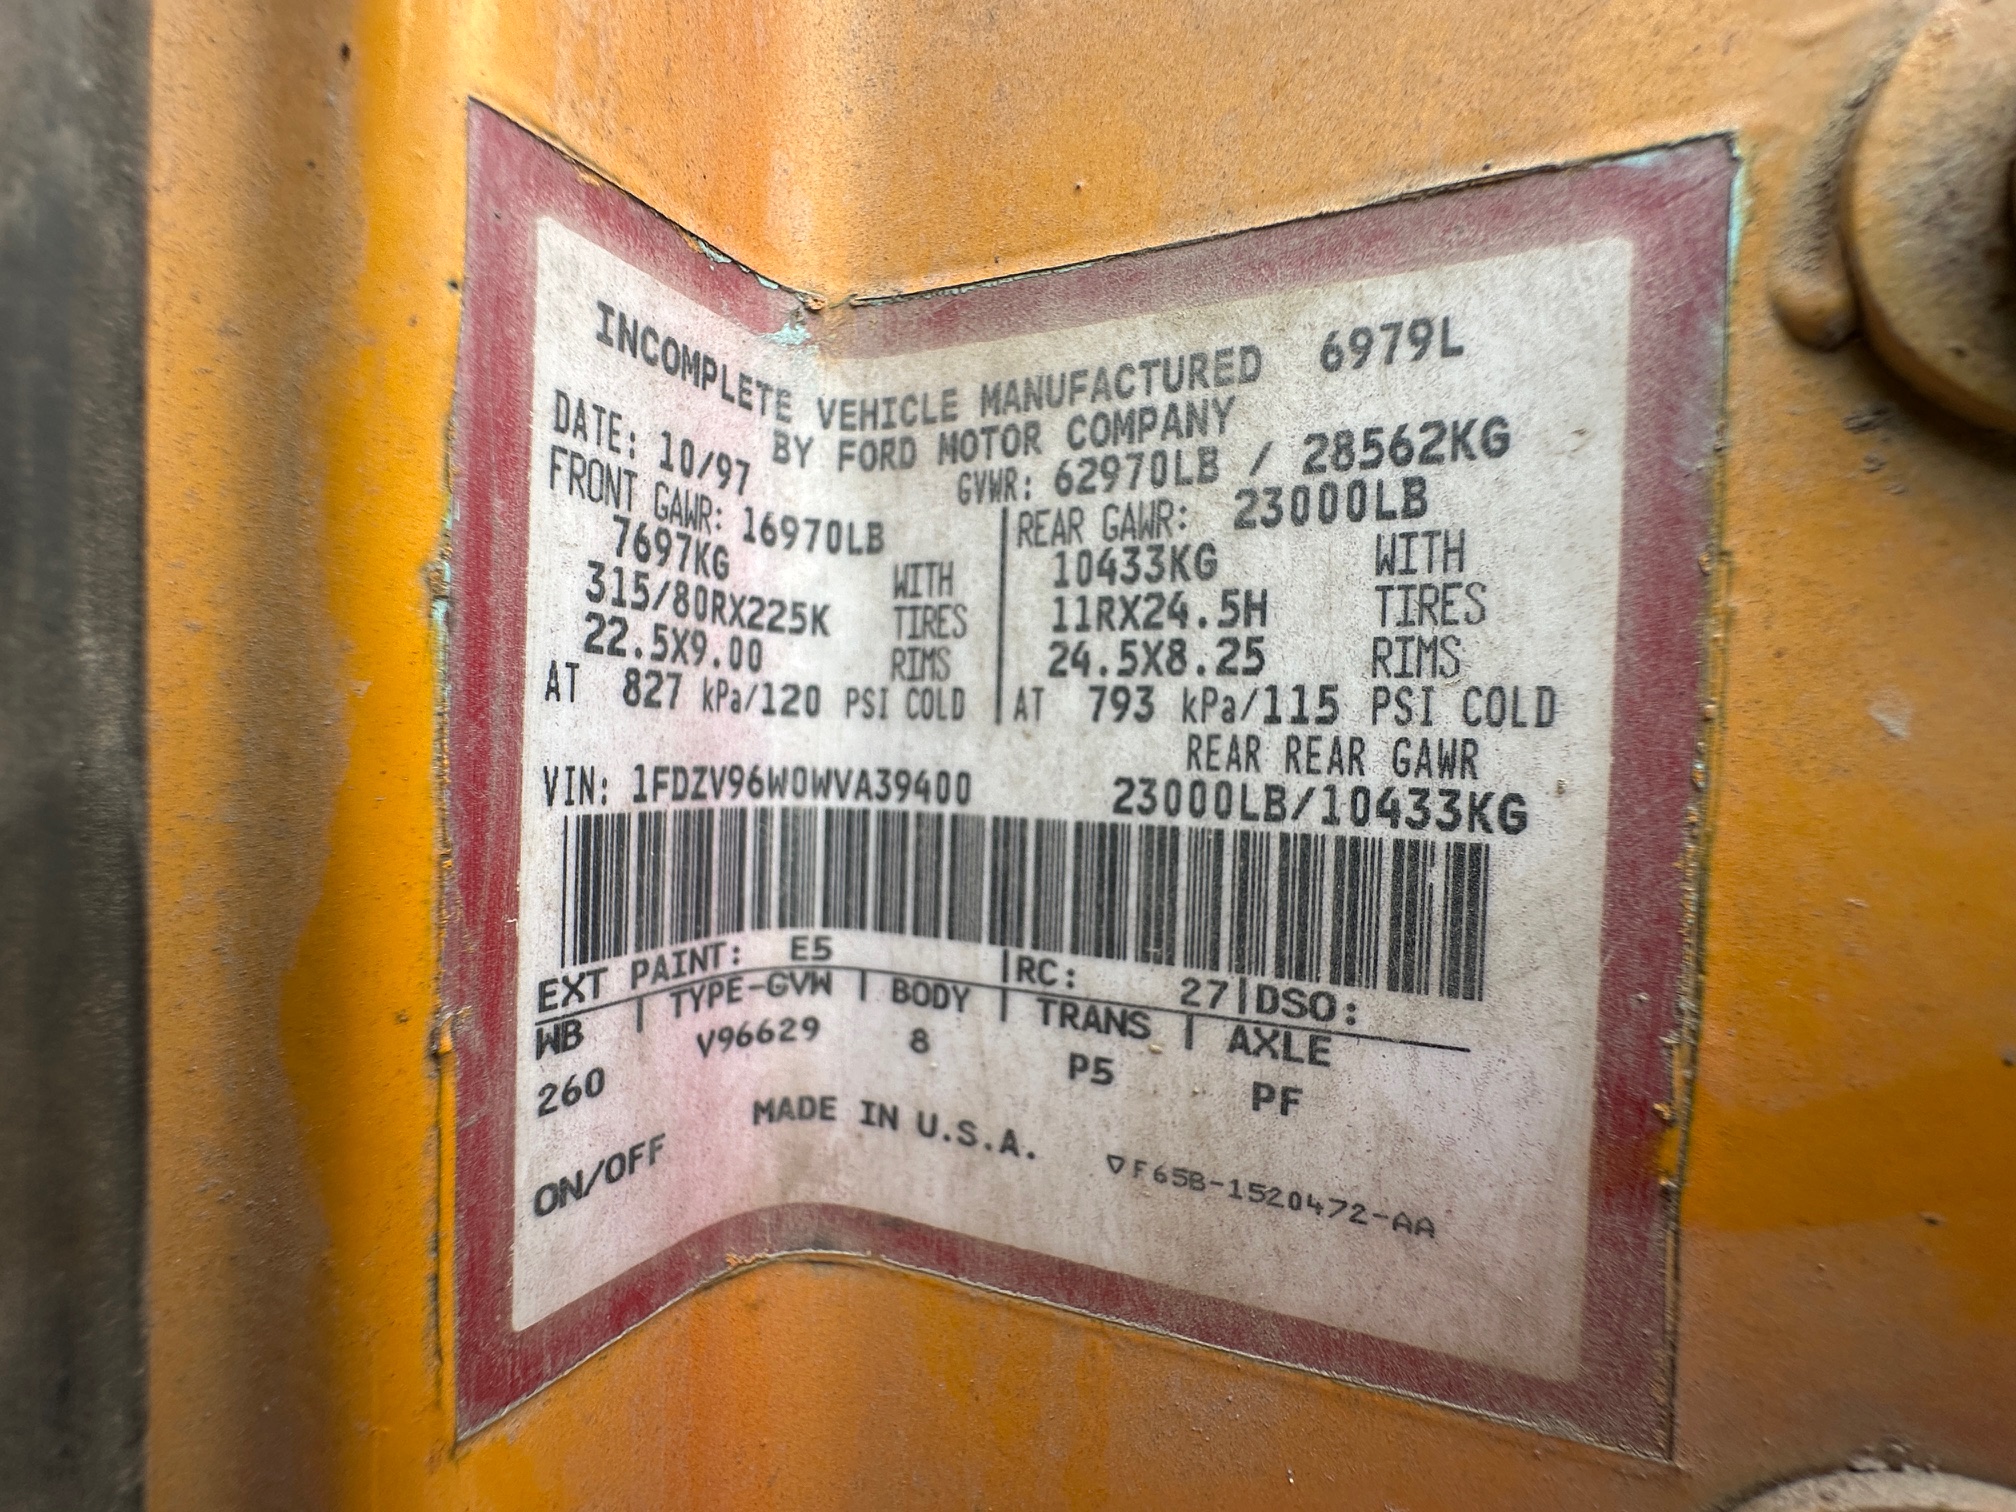 INCOMPLETE VEHICLE MANUFACTURED 6979L
BY FORD MOTOR COMPANY
DATE: 10/97 GVWR: 62970LB / 28562KG
FRONT GAWR: 16970LB REAR GAWR: 23000LB
7697KG WITH 10433KG WITH
315/80RX225K TIRES 11RX24.5H TIRES
22.5X9.00 RIMS 24.5X8.25 RIMS
AT 827 kPa/120 PSI COLD AT 793 kPa/115 PSI COLD
REAR REAR GAWR
VIN: 1FDZV96W0WVA39400 23000LB/10433KG
EXT PAINT: E5 RC: 27 DSO:
WB TYPE-GVW BODY TRANS AXLE
260 V96629 8 P5 PF
MADE IN U.S.A.
ON/OFF ▽F65B-1520472-AA